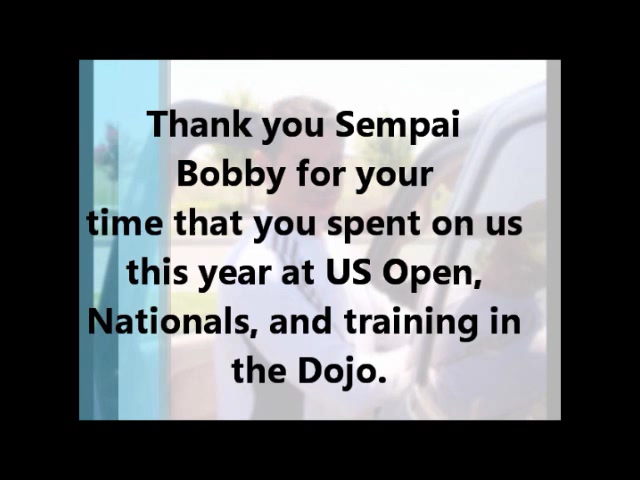 Thank you Sempai
Bobby for your
time that you spent on us
this year at US Open,
Nationals, and training in
the Dojo.